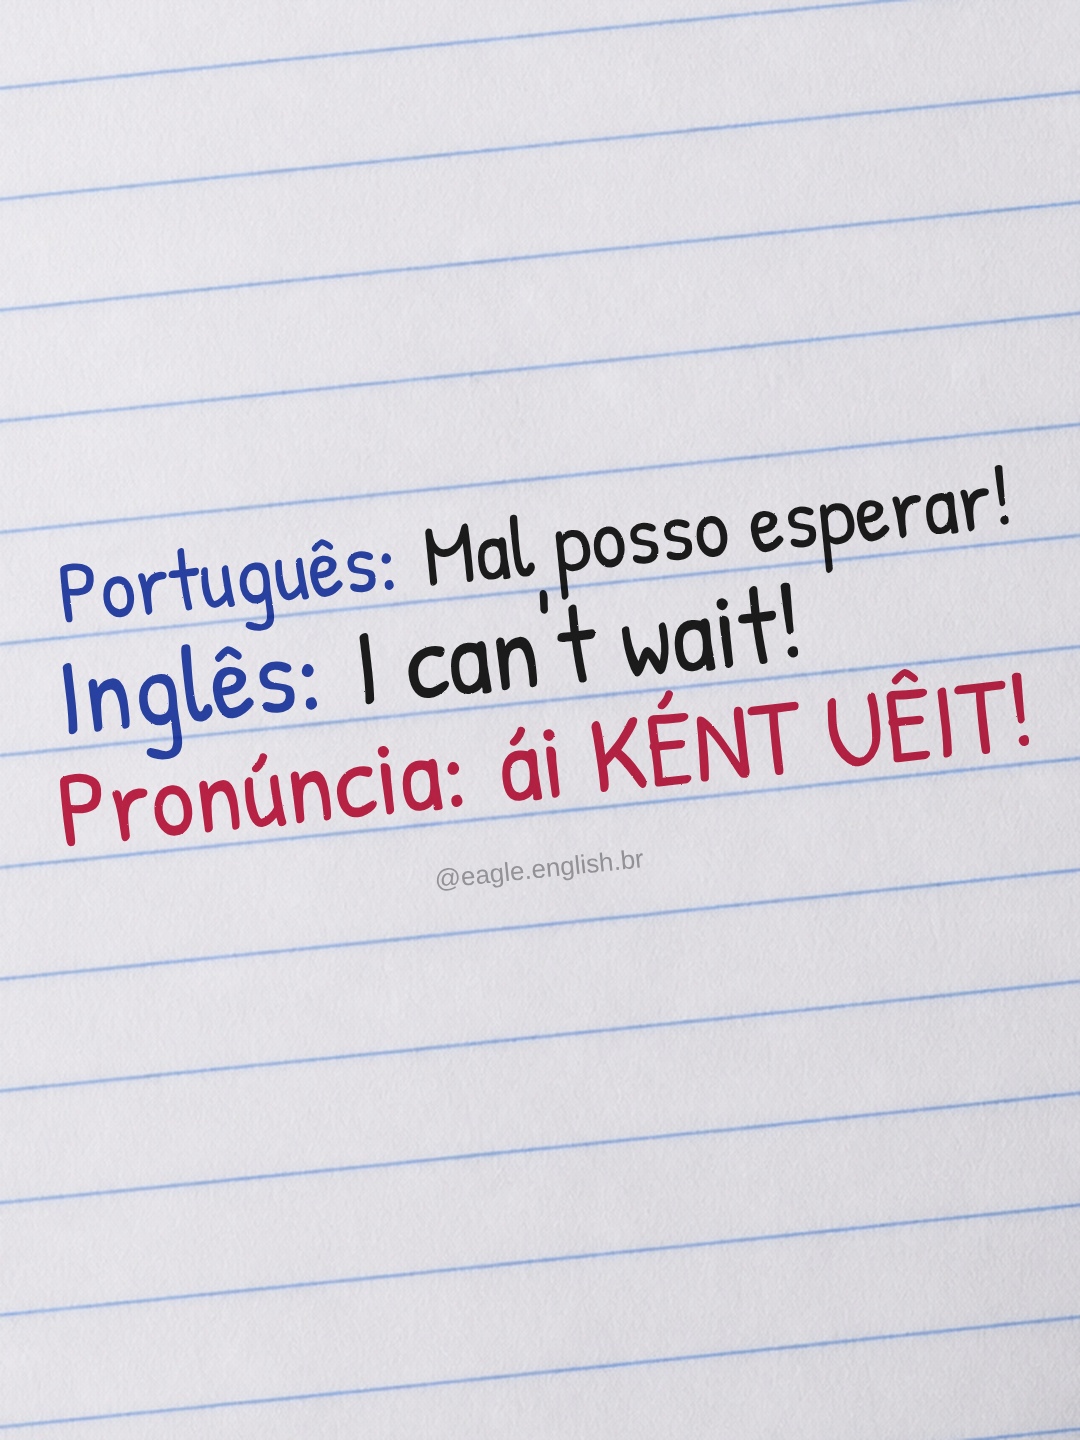 Português: Mal posso esperar!
Inglês: I can't wait!
Pronúncia: ái KÉNT UÊIT!
@eagle.english.br